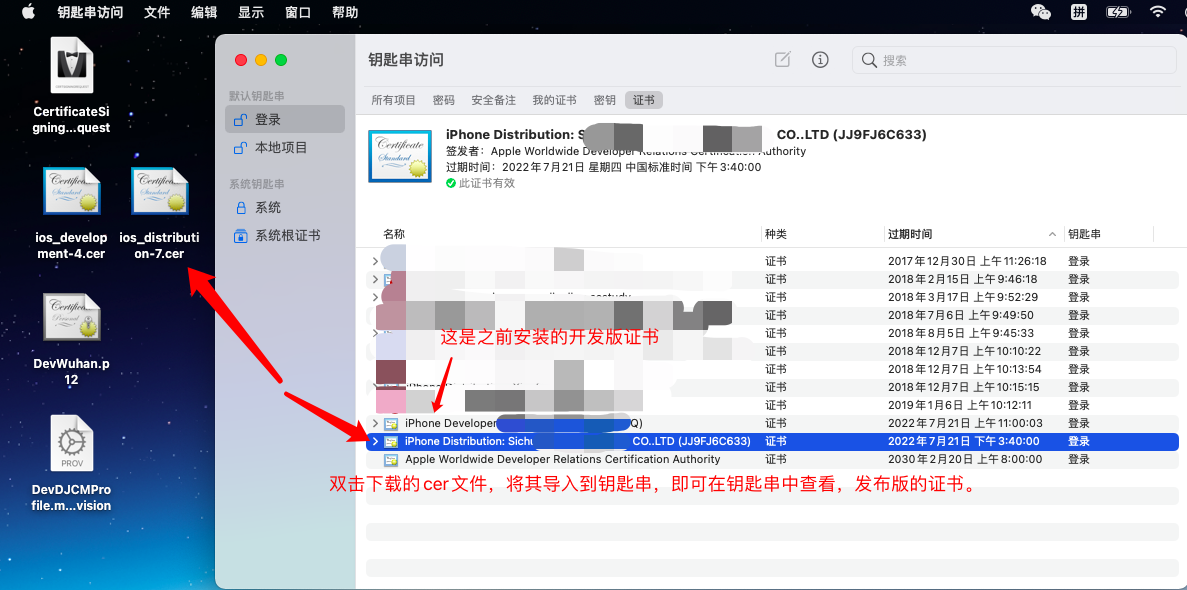 钥匙串访问 文件 编辑 显示 窗口 帮助
拼
CertificateSi
gning...quest
ios_develop
ment-4.cer
ios_distributi
on-7.cer
DevWuhan.p
12
PROV
DevDJCMPro
file.m...vision
默认钥匙串
登录
本地项目
系统钥匙串
系统
系统根证书
钥匙串访问
搜索
所有项目 密码 安全备注 我的证书 密钥 证书
iPhone Distribution: S CO..LTD (JJ9FJ6C633)
签发者：Apple Worldwide Developer Relations Certification Authority
过期时间：2022年7月21日 星期四 中国标准时间 下午3:40:00
此证书有效
名称 种类 过期时间 钥匙串
证书 2017年12月30日 上午11:26:18 登录
证书 2018年2月15日 上午9:46:18 登录
证书 2018年3月17日 上午9:52:29 登录
证书 2018年7月6日 上午9:49:50 登录
证书 2018年8月5日 上午9:45:33 登录
这是之前安装的开发版证书
证书 2018年12月7日 上午10:10:22 登录
证书 2018年12月7日 上午10:13:54 登录
证书 2018年12月7日 上午10:15:15 登录
证书 2019年1月6日 上午10:12:11 登录
iPhone Developer Q) 证书 2022年7月21日 上午11:00:03 登录
iPhone Distribution: Sichu CO..LTD (JJ9FJ6C633) 证书 2022年7月21日 下午3:40:00 登录
Apple Worldwide Developer Relations Certification Authority 证书 2030年2月20日 上午8:00:00 登录
双击下载的cer文件，将其导入到钥匙串，即可在钥匙串中查看，发布版的证书。